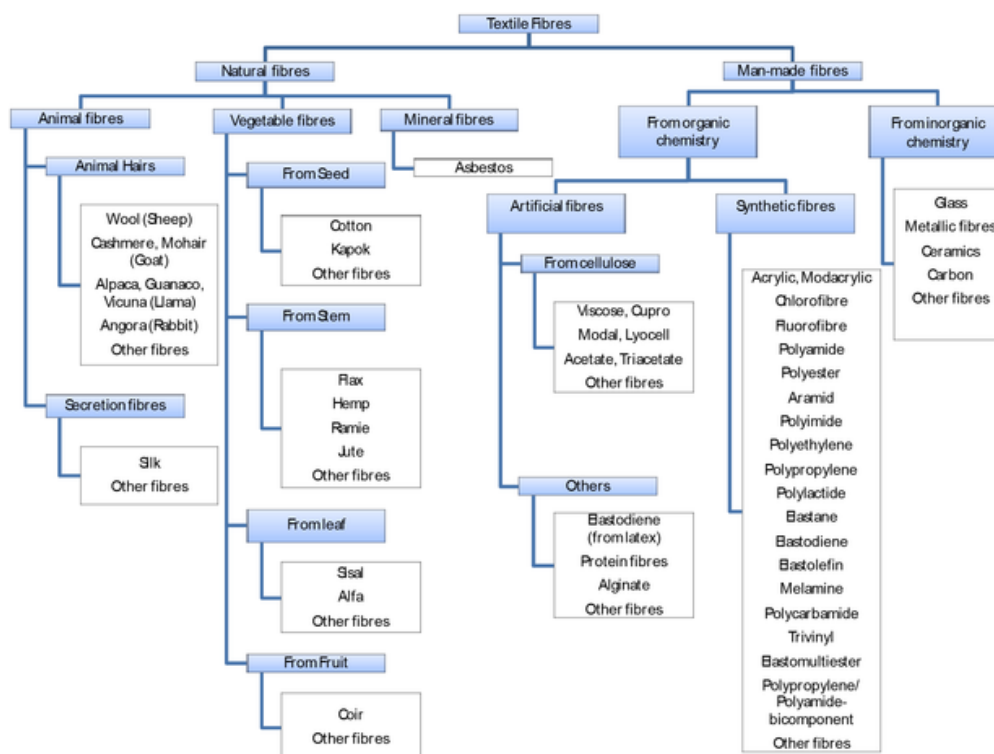 Textile Fibres
Natural fibres
Man-made fibres
Animal fibres
Vegetable fibres
Mineral fibres
From organic
chemistry
From inorganic
chemistry
Animal Hairs
Wool (Sheep)
Cashmere, Mohair
(Goat)
Alpaca, Guanaco,
Vicuna (Llama)
Angora (Rabbit)
Other fibres
Secretion fibres
Silk
Other fibres
From Seed
Cotton
Kapok
Other fibres
From Stem
Flax
Hemp
Ramie
Jute
Other fibres
From leaf
Sisal
Alfa
Other fibres
From Fruit
Coir
Other fibres
Asbestos
Artificial fibres
From cellulose
Viscose, Cupro
Modal, Lyocell
Acetate, Triacetate
Other fibres
Others
Elastodiene
(from latex)
Protein fibres
Alginate
Other fibres
Synthetic fibres
Acrylic, Modacrylic
Chlorofibre
Fluorofibre
Polyamide
Polyester
Aramid
Polyimide
Polyethylene
Polypropylene
Polylactide
Elastane
Elastodiene
Elastolefin
Melamine
Polycarbamide
Trivinyl
Elastomultiester
Polypropylene/
Polyamide-
bicomponent
Other fibres
Glass
Metallic fibres
Ceramics
Carbon
Other fibres